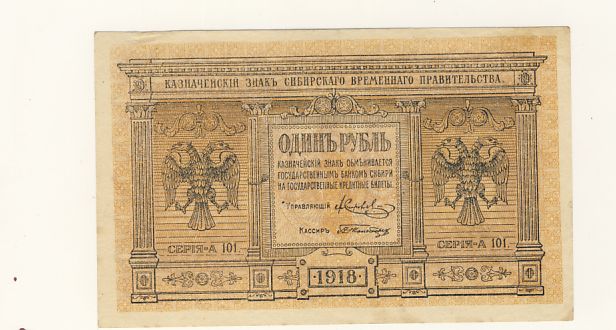 КАЗНАЧЕЙСКІЙ ЗНАКЪ СИБИРСКАГО ВРЕМЕННАГО ПРАВИТЕЛЬСТВА.
ОДИНЪ РУБЛЬ
КАЗНАЧЕЙСКІЙ ЗНАКЪ ОБМѢНИВАЕТСЯ
ГОСУДАРСТВЕННЫМЪ БАНКОМЪ СИБИРИ
НА ГОСУДАРСТВЕННЫЕ КРЕДИТНЫЕ БИЛЕТЫ.
УПРАВЛЯЮЩІЙ
КАССИРЪ
СЕРІЯ-А 101.
СЕРІЯ-А 101.
·1918·